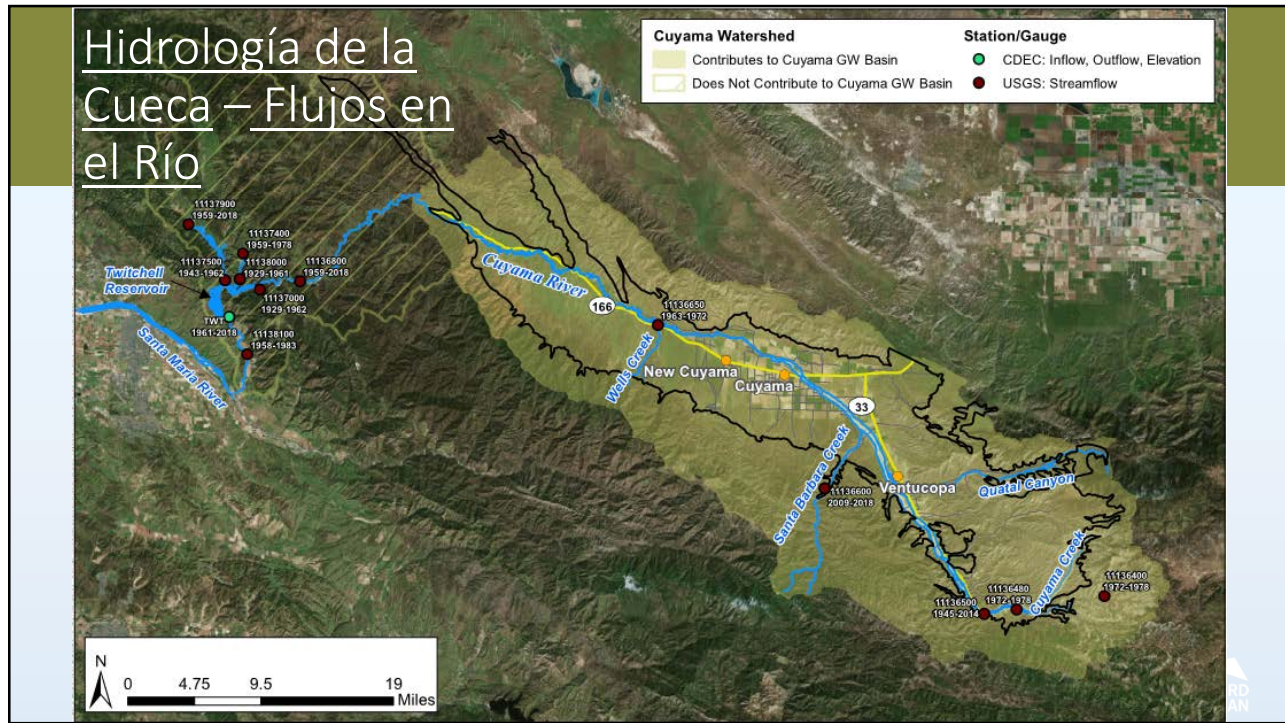 Hidrología de la
Cueca – Flujos en
el Río
Cuyama Watershed
Contributes to Cuyama GW Basin
Does Not Contribute to Cuyama GW Basin
Station/Gauge
CDEC: Inflow, Outflow, Elevation
USGS: Streamflow
11137900
1959-2018
11137400
1959-1978
11137500
1943-1962
11138000
1929-1961
11136800
1959-2018
Twitchell
Reservoir
11137000
1929-1962
TWT
1961-2018
11138100
1958-1983
Santa Maria River
Cuyama River
166
11136650
1963-1972
Wells Creek
New Cuyama
Cuyama
33
Santa Barbara Creek
11136600
2009-2018
Ventucopa
Quatal Canyon
Cuyama Creek
11136400
1972-1978
11136480
1972-1978
11136500
1945-2014
N
0 4.75 9.5 19
Miles
RD
AN